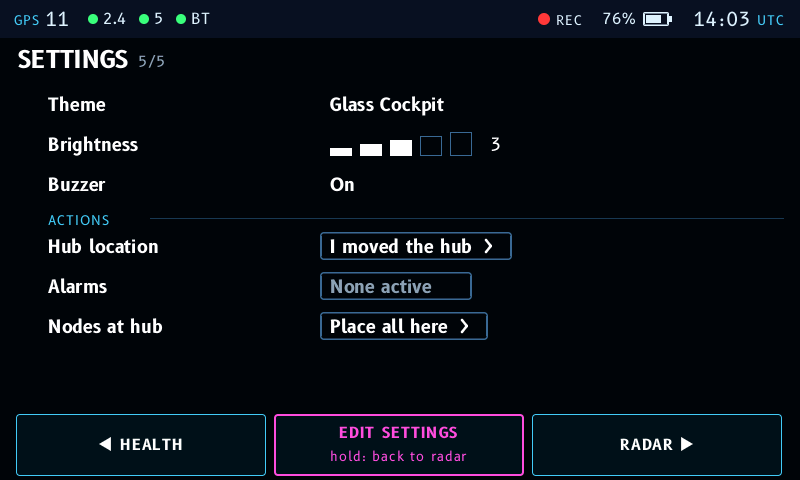 GPS 11 2.4 5 BT REC 76% 14:03 UTC
SETTINGS 5/5
Theme Glass Cockpit
Brightness 3
Buzzer On
ACTIONS
Hub location I moved the hub >
Alarms None active
Nodes at hub Place all here >
◀ HEALTH EDIT SETTINGS RADAR ▶
hold: back to radar